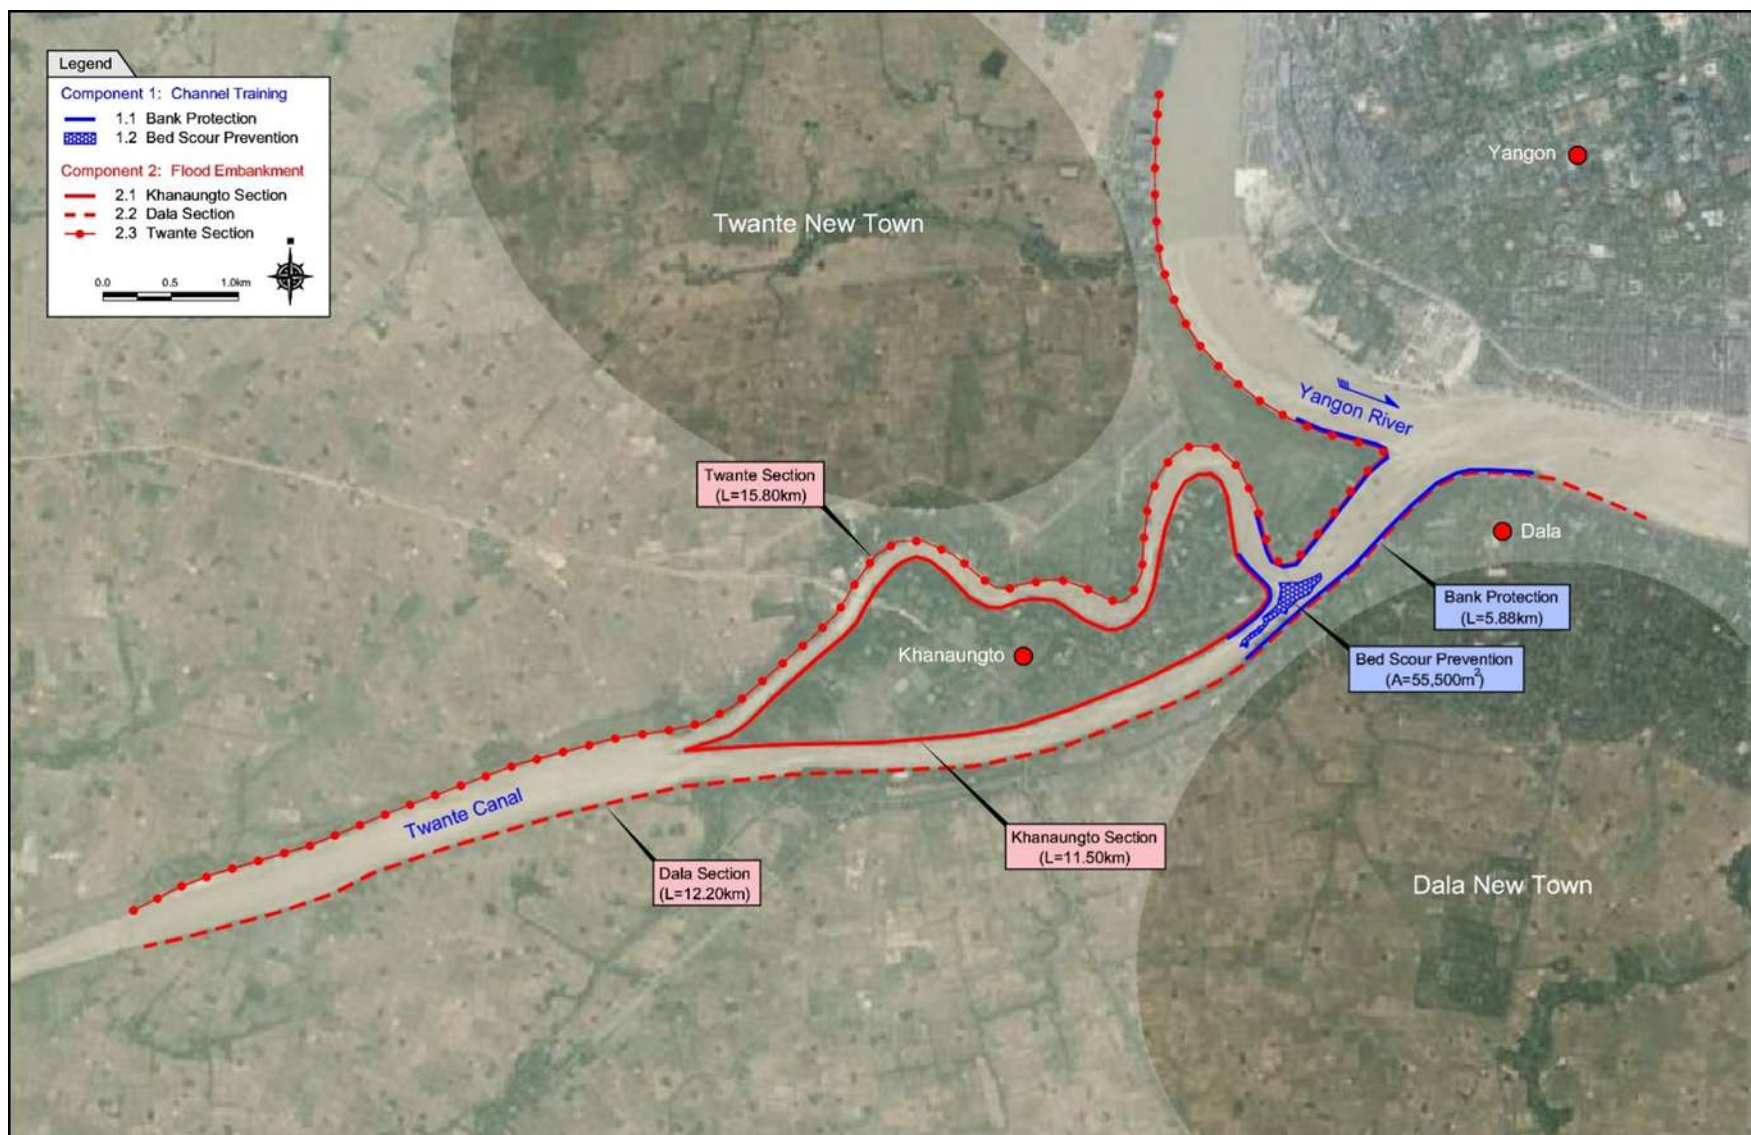 Legend
Component 1: Channel Training
1.1 Bank Protection
1.2 Bed Scour Prevention
Component 2: Flood Embankment
2.1 Khanaungto Section
2.2 Dala Section
2.3 Twante Section
0.0 0.5 1.0km
Yangon
Twante New Town
Yangon River
Twante Section
(L=15.80km)
Dala
Bank Protection
(L=5.88km)
Khanaungto
Bed Scour Prevention
(A=55,500m²)
Twante Canal
Khanaungto Section
(L=11.50km)
Dala Section
(L=12.20km)
Dala New Town